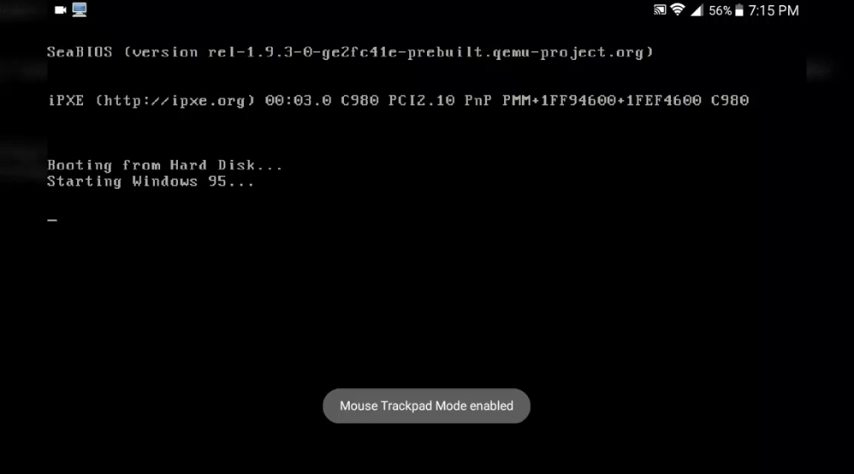 56% 7:15 PM
SeaBIOS (version rel-1.9.3-0-ge2fc41e-prebuilt.qemu-project.org)
iPXE (http://ipxe.org) 00:03.0 C980 PCI2.10 PnP PMM+1FF94600+1FEF4600 C980
Booting from Hard Disk...
Starting Windows 95...
_
Mouse Trackpad Mode enabled